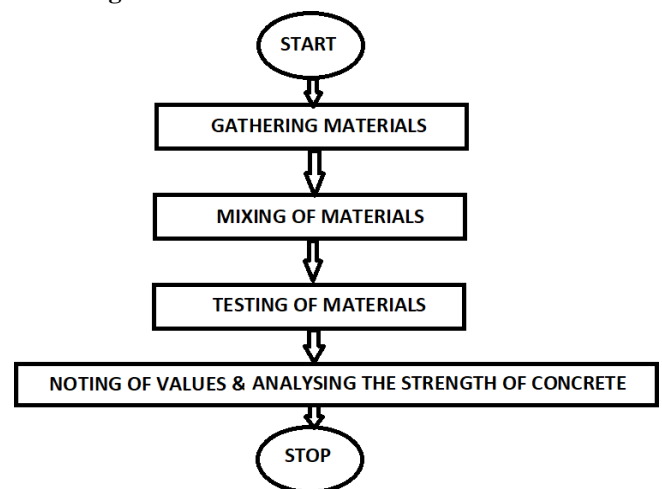 START
GATHERING MATERIALS
MIXING OF MATERIALS
TESTING OF MATERIALS
NOTING OF VALUES & ANALYSING THE STRENGTH OF CONCRETE
STOP